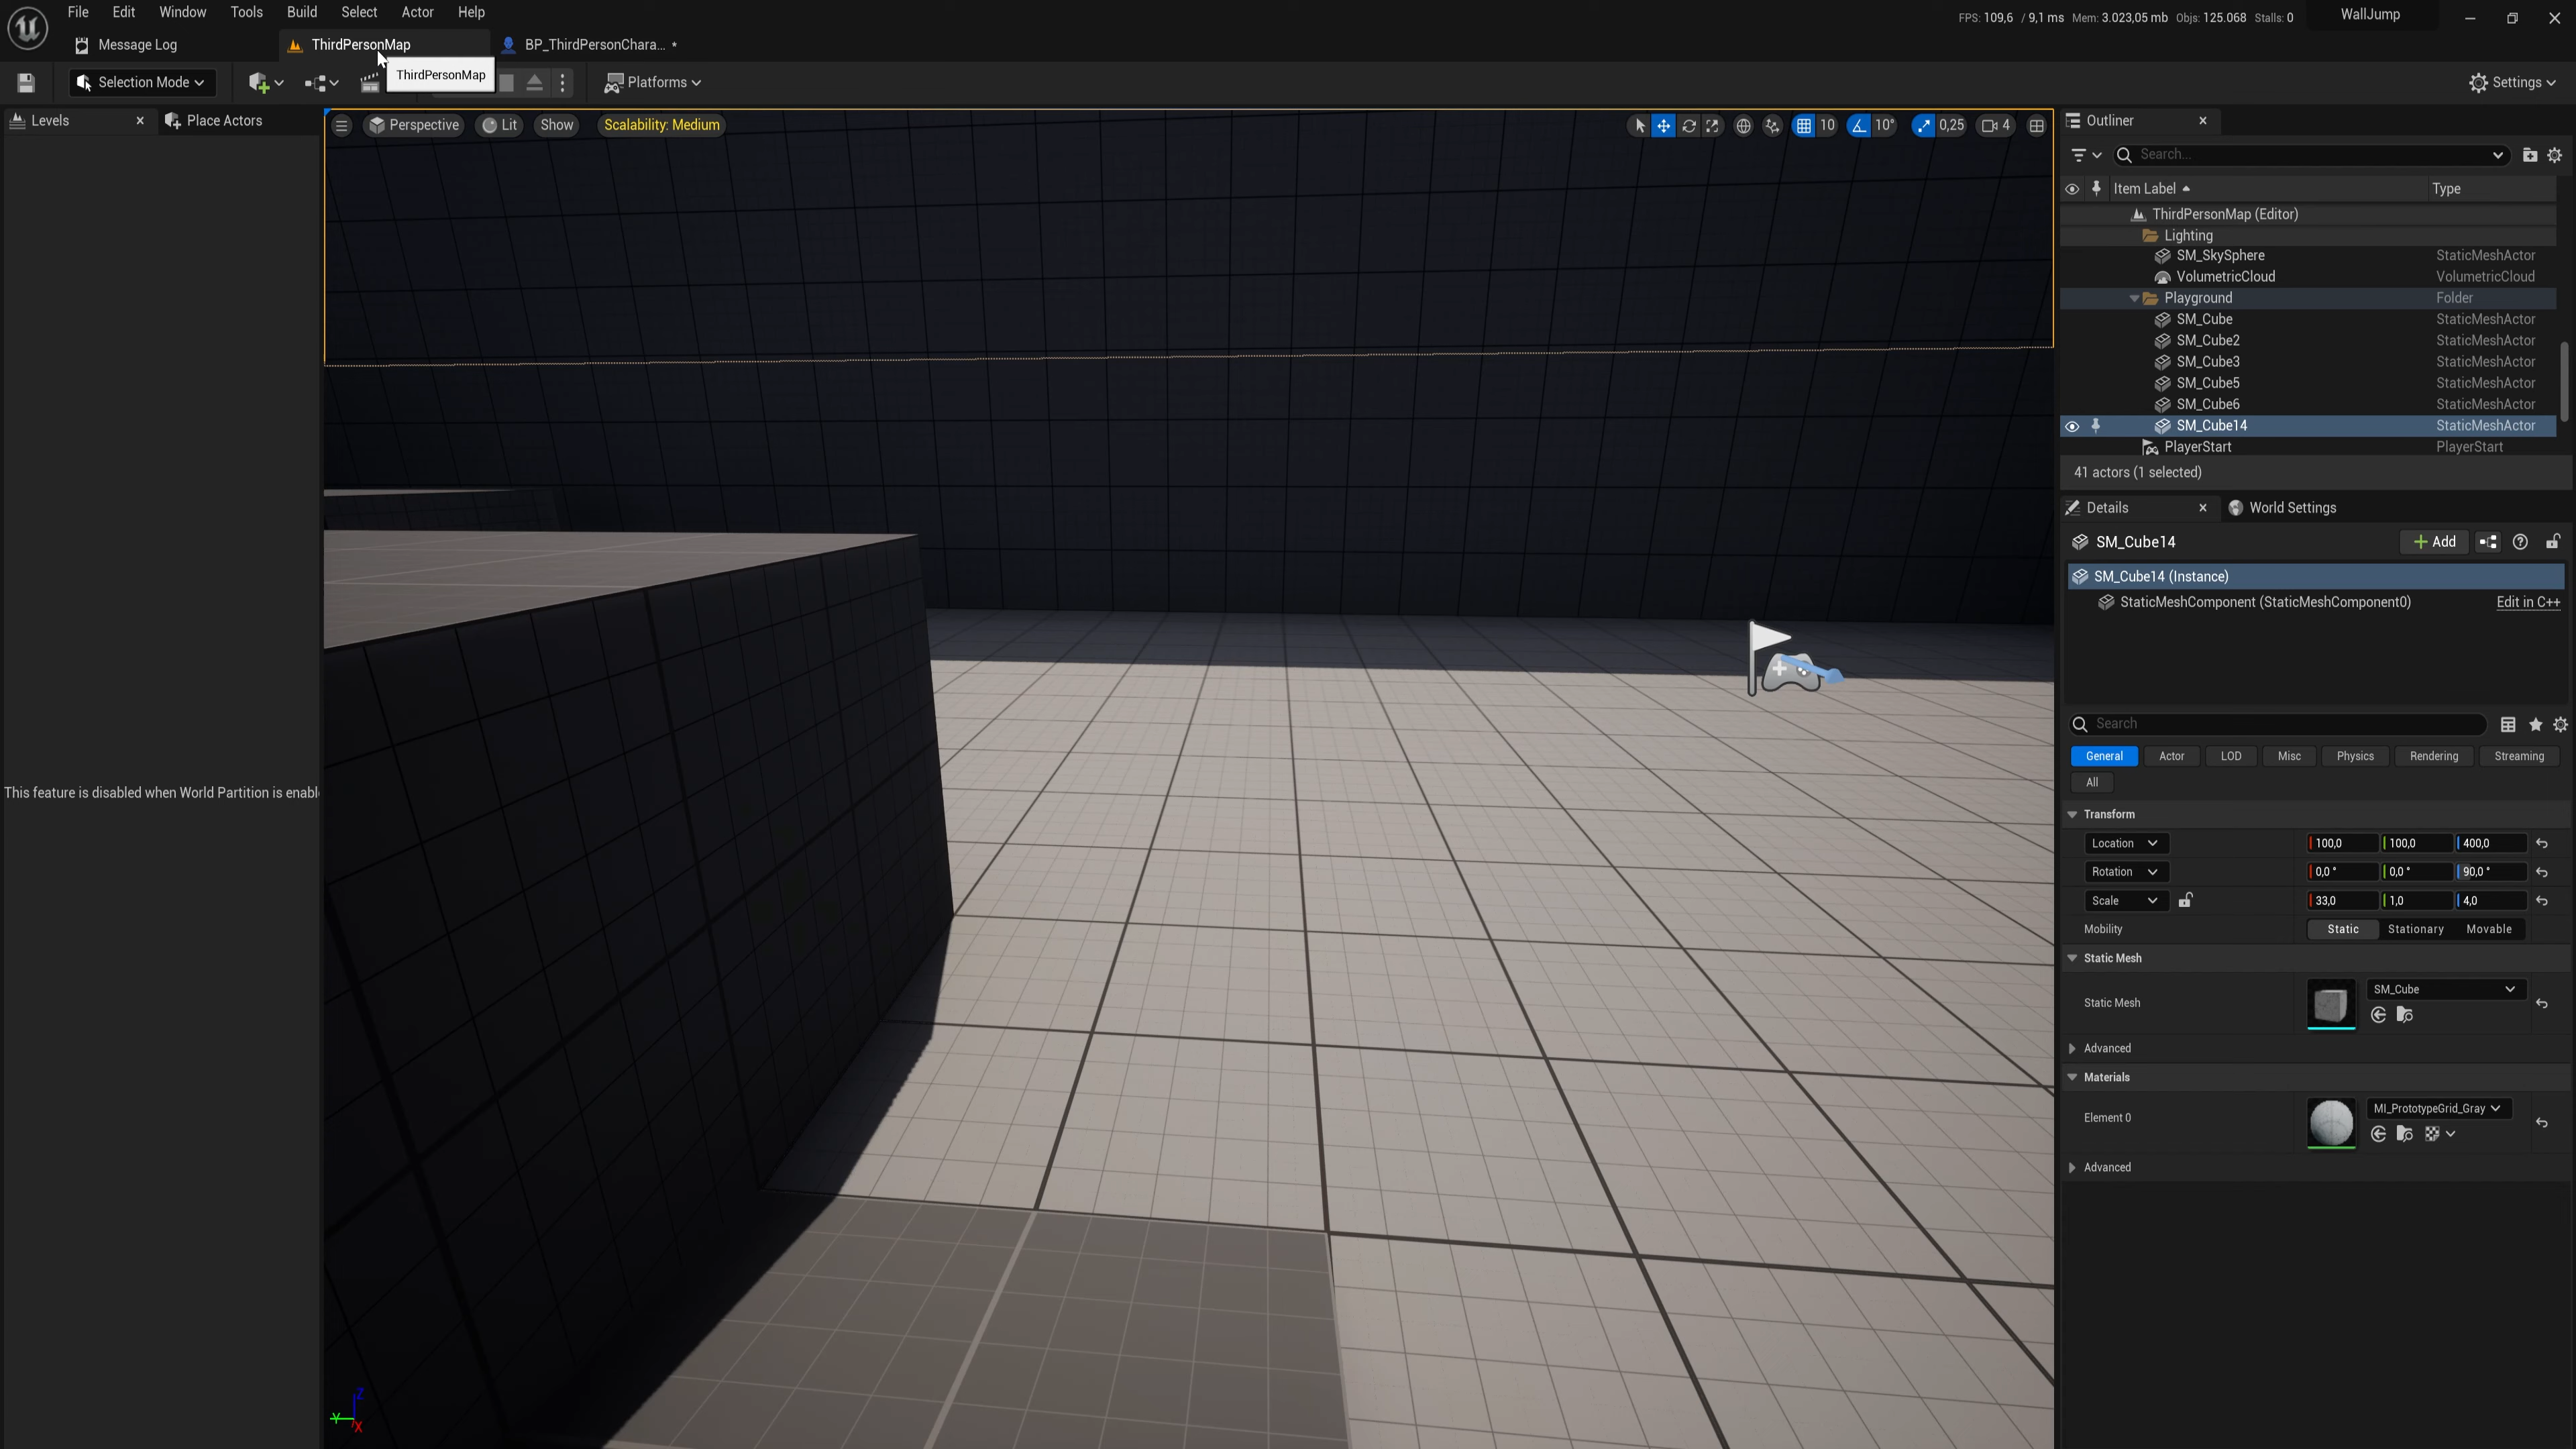 File Edit Window Tools Build Select Actor Help
FPS: 109,6 / 9,1 ms Mem: 3.023,05 mb Objs: 125.068 Stalls: 0
WallJump
Message Log
ThirdPersonMap
BP_ThirdPersonChara... *
Selection Mode
ThirdPersonMap
Platforms
Settings
Levels
Place Actors
Perspective
Lit
Show
Scalability: Medium
10
10°
0,25
4
Outliner
Search...
Item Label
Type
ThirdPersonMap (Editor)
Lighting
SM_SkySphere StaticMeshActor
VolumetricCloud VolumetricCloud
Playground Folder
SM_Cube StaticMeshActor
SM_Cube2 StaticMeshActor
SM_Cube3 StaticMeshActor
SM_Cube5 StaticMeshActor
SM_Cube6 StaticMeshActor
SM_Cube14 StaticMeshActor
PlayerStart PlayerStart
41 actors (1 selected)
Details
World Settings
SM_Cube14
Add
SM_Cube14 (Instance)
StaticMeshComponent (StaticMeshComponent0) Edit in C++
Search
General Actor LOD Misc Physics Rendering Streaming
All
This feature is disabled when World Partition is enabl
Transform
Location 100,0 100,0 400,0
Rotation 0,0 ° 0,0 ° 90,0 °
Scale 33,0 1,0 4,0
Mobility Static Stationary Movable
Static Mesh
Static Mesh SM_Cube
Advanced
Materials
Element 0 MI_PrototypeGrid_Gray
Advanced
Z
Y
X